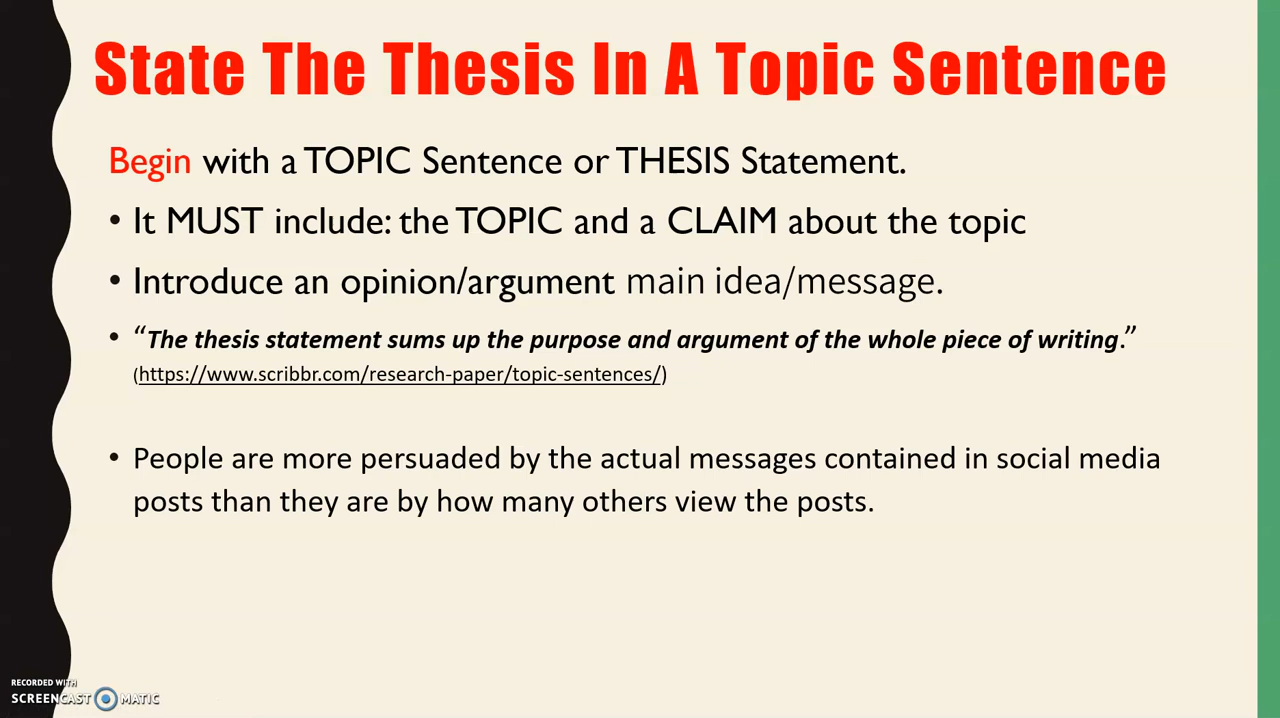 State The Thesis In A Topic Sentence
Begin with a TOPIC Sentence or THESIS Statement.
• It MUST include: the TOPIC and a CLAIM about the topic
• Introduce an opinion/argument main idea/message.
• “The thesis statement sums up the purpose and argument of the whole piece of writing.”
(https://www.scribbr.com/research-paper/topic-sentences/)
• People are more persuaded by the actual messages contained in social media
posts than they are by how many others view the posts.
RECORDED WITH
SCREENCAST MATIC